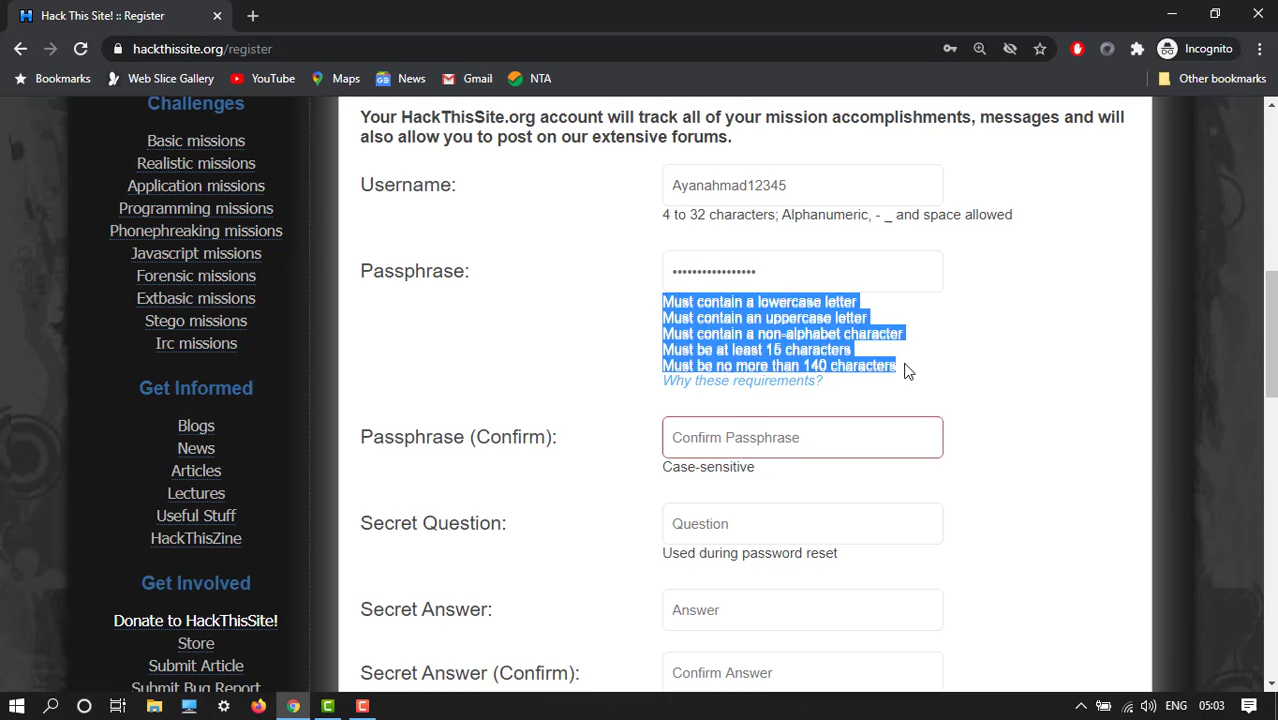 Hack This Site! :: Register
hackthissite.org/register
Incognito
Bookmarks
Web Slice Gallery
YouTube
Maps
News
Gmail
NTA
Other bookmarks
Challenges
Basic missions
Realistic missions
Application missions
Programming missions
Phonephreaking missions
Javascript missions
Forensic missions
Extbasic missions
Stego missions
Irc missions
Get Informed
Blogs
News
Articles
Lectures
Useful Stuff
HackThisZine
Get Involved
Donate to HackThisSite!
Store
Submit Article
Submit Bug Report
Your HackThisSite.org account will track all of your mission accomplishments, messages and will
also allow you to post on our extensive forums.
Username:
Ayanahmad12345
4 to 32 characters; Alphanumeric, - _ and space allowed
Passphrase:
•••••••••••••••••
Must contain a lowercase letter
Must contain an uppercase letter
Must contain a non-alphabet character
Must be at least 15 characters
Must be no more than 140 characters
Why these requirements?
Passphrase (Confirm):
Confirm Passphrase
Case-sensitive
Secret Question:
Question
Used during password reset
Secret Answer:
Answer
Secret Answer (Confirm):
Confirm Answer
ENG
05:03